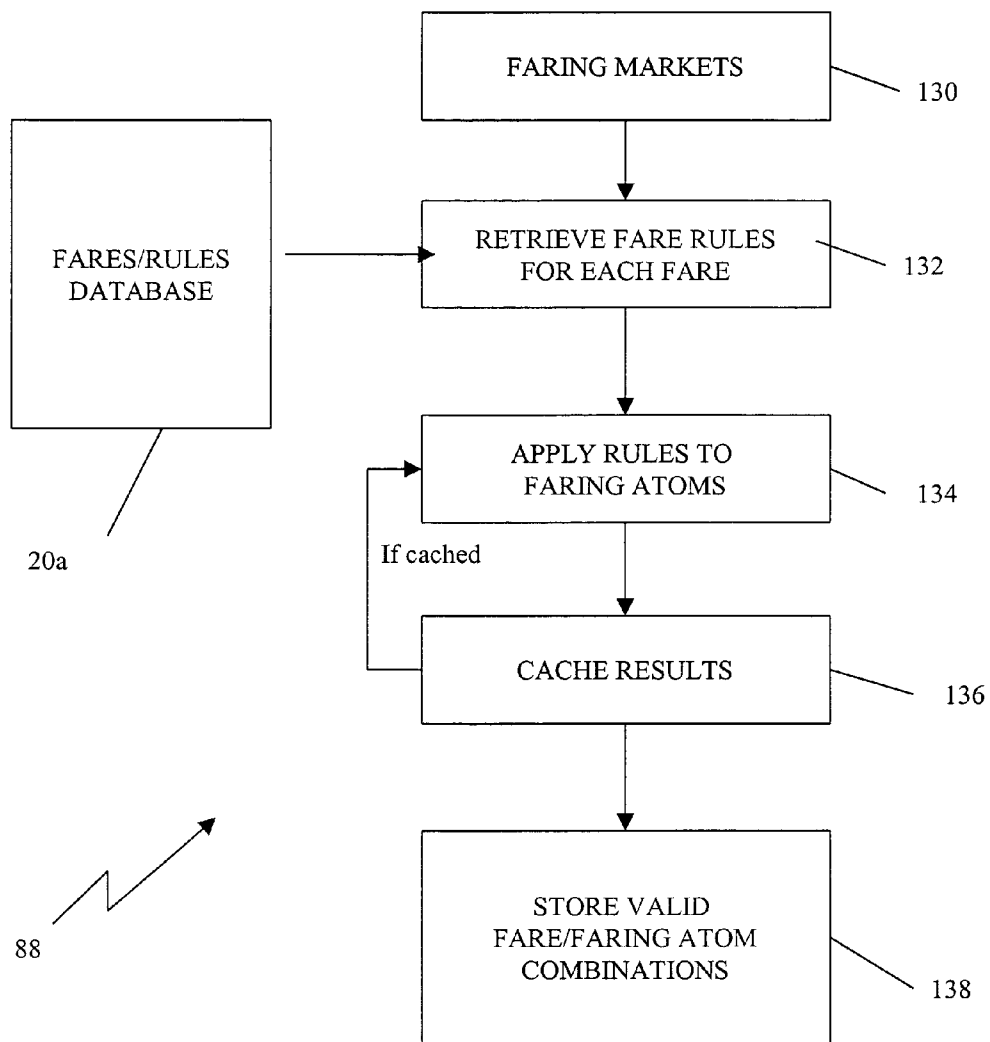 FARING MARKETS
130
FARES/RULES
DATABASE
20a
RETRIEVE FARE RULES
FOR EACH FARE
132
APPLY RULES TO
FARING ATOMS
134
If cached
CACHE RESULTS
136
STORE VALID
FARE/FARING ATOM
COMBINATIONS
138
88